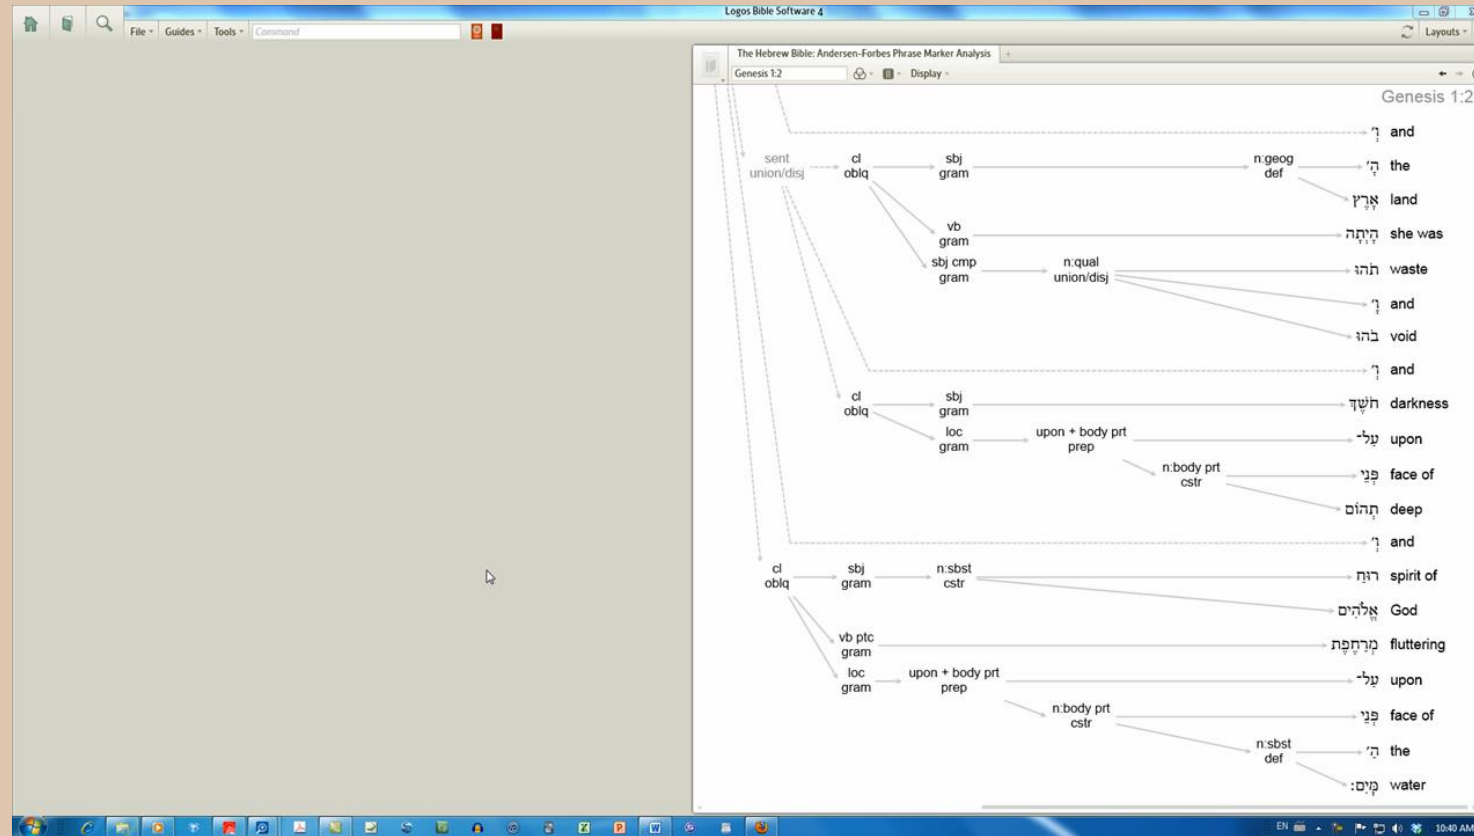 Logos Bible Software 4
File Guides Tools Command
Layouts
The Hebrew Bible: Andersen-Forbes Phrase Marker Analysis
Genesis 1:2 Display
Genesis 1:2
וְ׳ and
sent union/disj cl oblq sbj gram n:geog def הָ׳ the
אָרֶץ land
vb gram הָיְתָה she was
sbj cmp gram n:qual union/disj תֹהוּ waste
וָ׳ and
בֹהוּ void
וְ׳ and
cl oblq sbj gram חֹשֶׁךְ darkness
loc gram upon + body prt prep עַל־ upon
n:body prt cstr פְּנֵי face of
תְהוֹם deep
וְ׳ and
cl oblq sbj gram n:sbst cstr רוּחַ spirit of
אֱלֹהִים God
vb ptc gram מְרַחֶפֶת fluttering
loc gram upon + body prt prep עַל־ upon
n:body prt cstr פְּנֵי face of
n:sbst def הַ׳ the
מָּיִם׃ water
EN 10:40 AM